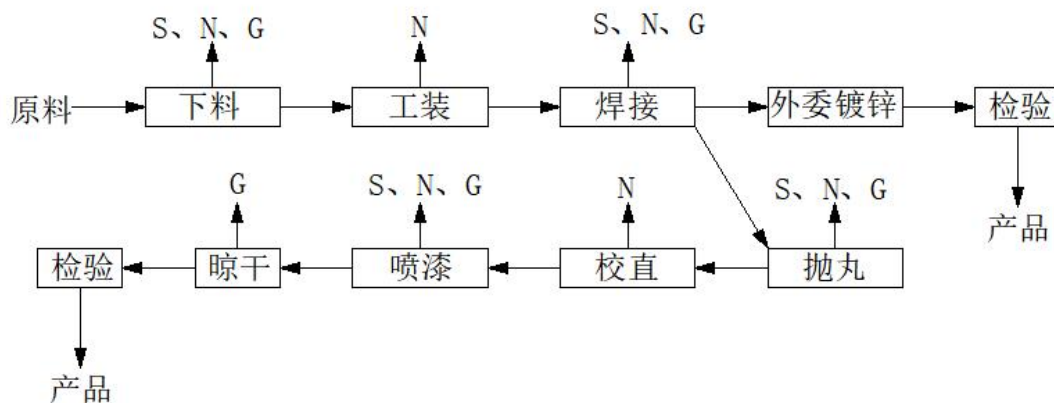 S、N、G
N
S、N、G
原料
下料
工装
焊接
外委镀锌
检验
G
S、N、G
N
S、N、G
产品
检验
晾干
喷漆
校直
抛丸
产品